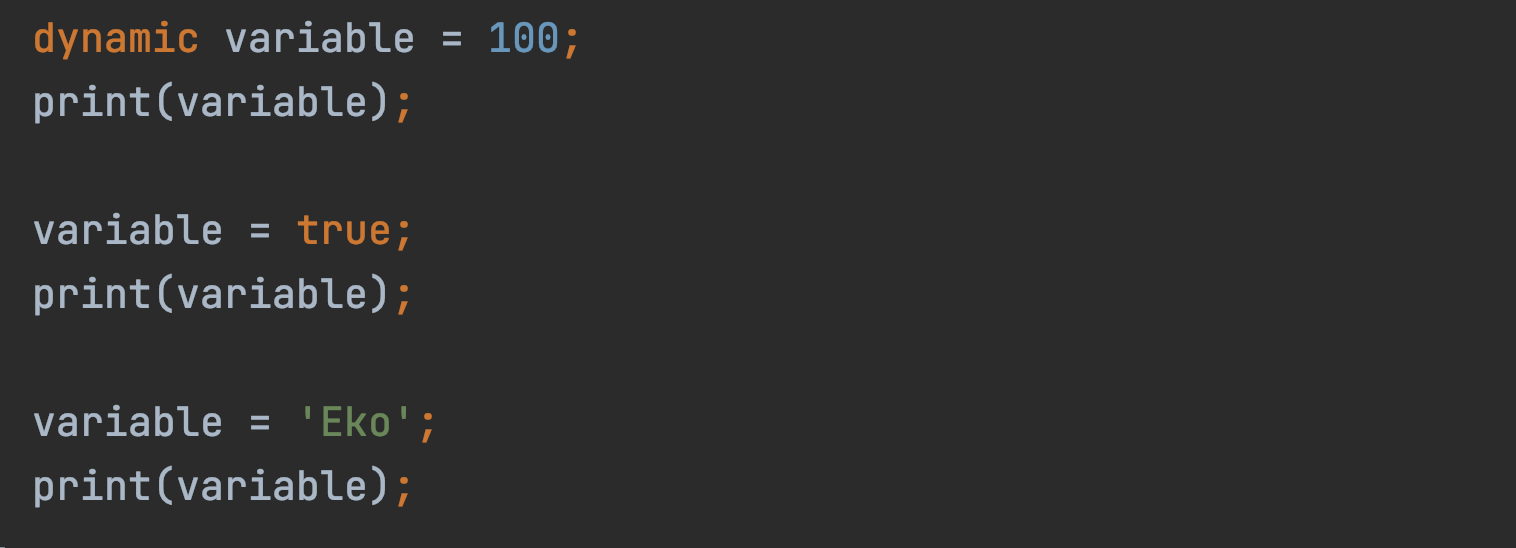 dynamic variable = 100;
print(variable);
variable = true;
print(variable);
variable = 'Eko';
print(variable);